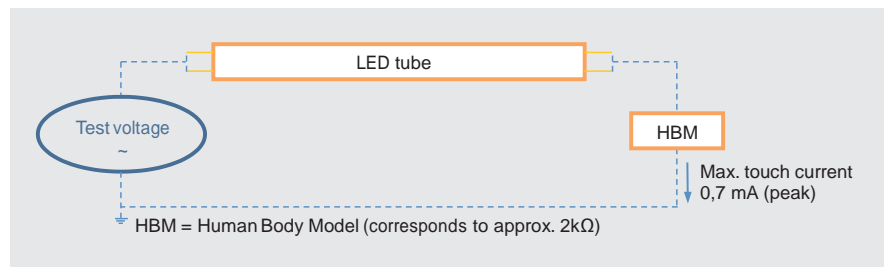 LED tube
Test voltage
~
HBM
Max. touch current
0,7 mA (peak)
HBM = Human Body Model (corresponds to approx. 2kΩ)